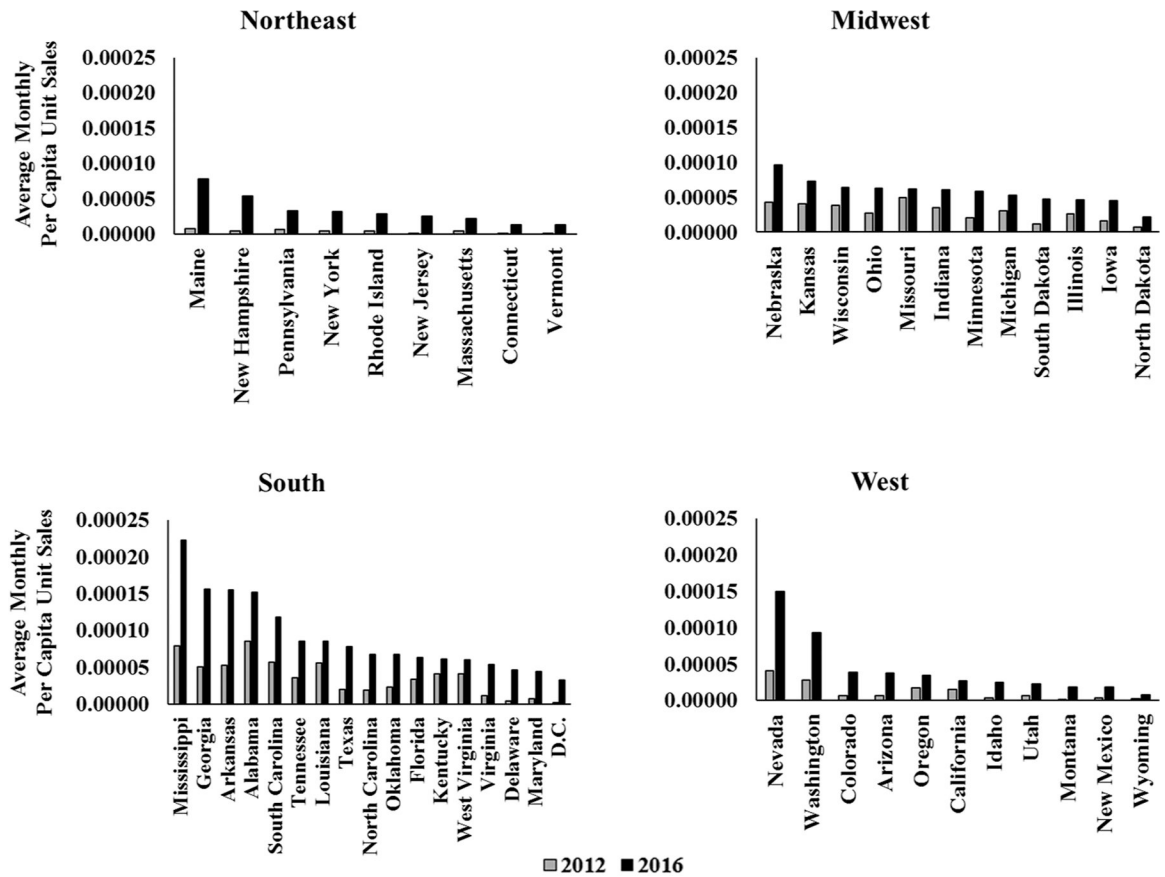 Northeast
Average Monthly
Per Capita Unit Sales
0.00025
0.00020
0.00015
0.00010
0.00005
0.00000
Maine
New Hampshire
Pennsylvania
New York
Rhode Island
New Jersey
Massachusetts
Connecticut
Vermont
Midwest
0.00025
0.00020
0.00015
0.00010
0.00005
0.00000
Nebraska
Kansas
Wisconsin
Ohio
Missouri
Indiana
Minnesota
Michigan
South Dakota
Illinois
Iowa
North Dakota
South
Average Monthly
Per Capita Unit Sales
0.00025
0.00020
0.00015
0.00010
0.00005
0.00000
Mississippi
Georgia
Arkansas
Alabama
South Carolina
Tennessee
Louisiana
Texas
North Carolina
Oklahoma
Florida
Kentucky
West Virginia
Virginia
Delaware
Maryland
D.C.
West
0.00025
0.00020
0.00015
0.00010
0.00005
0.00000
Nevada
Washington
Colorado
Arizona
Oregon
California
Idaho
Utah
Montana
New Mexico
Wyoming
2012 2016